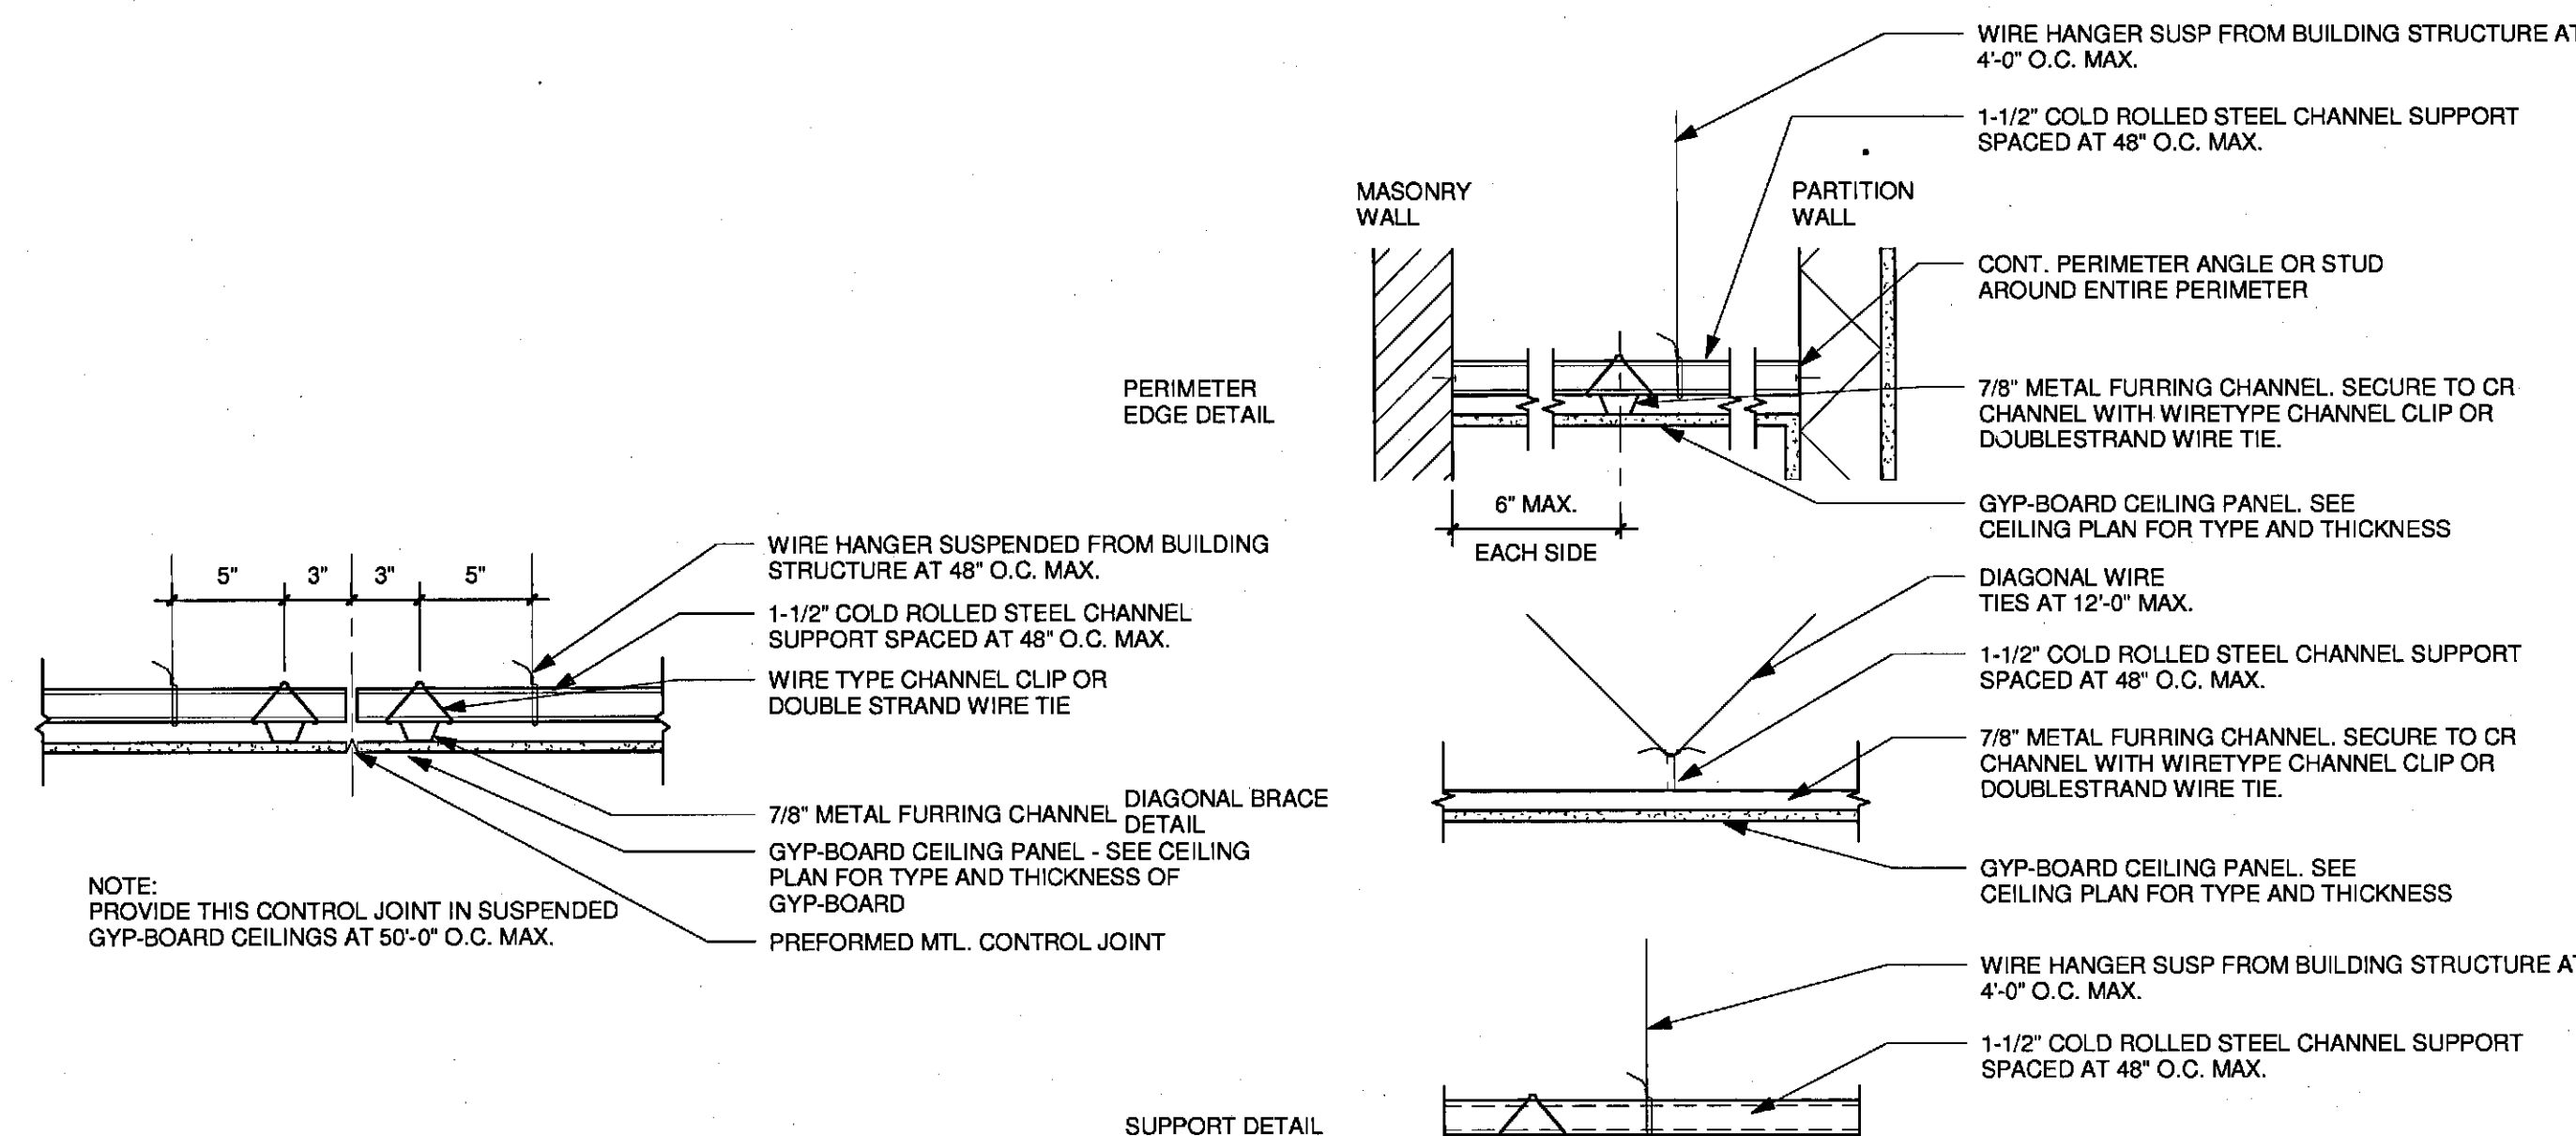 WIRE HANGER SUSP FROM BUILDING STRUCTURE AT
4'-0" O.C. MAX.
1-1/2" COLD ROLLED STEEL CHANNEL SUPPORT
SPACED AT 48" O.C. MAX.
MASONRY
WALL
PARTITION
WALL
CONT. PERIMETER ANGLE OR STUD
AROUND ENTIRE PERIMETER
PERIMETER
EDGE DETAIL
7/8" METAL FURRING CHANNEL. SECURE TO CR
CHANNEL WITH WIRETYPE CHANNEL CLIP OR
DOUBLESTRAND WIRE TIE.
6" MAX.
EACH SIDE
GYP-BOARD CEILING PANEL. SEE
CEILING PLAN FOR TYPE AND THICKNESS
5" 3" 3" 5"
WIRE HANGER SUSPENDED FROM BUILDING
STRUCTURE AT 48" O.C. MAX.
1-1/2" COLD ROLLED STEEL CHANNEL
SUPPORT SPACED AT 48" O.C. MAX.
WIRE TYPE CHANNEL CLIP OR
DOUBLE STRAND WIRE TIE
7/8" METAL FURRING CHANNEL
GYP-BOARD CEILING PANEL - SEE CEILING
PLAN FOR TYPE AND THICKNESS OF
GYP-BOARD
PREFORMED MTL. CONTROL JOINT
NOTE:
PROVIDE THIS CONTROL JOINT IN SUSPENDED
GYP-BOARD CEILINGS AT 50'-0" O.C. MAX.
DIAGONAL BRACE
DETAIL
DIAGONAL WIRE
TIES AT 12'-0" MAX.
1-1/2" COLD ROLLED STEEL CHANNEL SUPPORT
SPACED AT 48" O.C. MAX.
7/8" METAL FURRING CHANNEL. SECURE TO CR
CHANNEL WITH WIRETYPE CHANNEL CLIP OR
DOUBLESTRAND WIRE TIE.
GYP-BOARD CEILING PANEL. SEE
CEILING PLAN FOR TYPE AND THICKNESS
WIRE HANGER SUSP FROM BUILDING STRUCTURE AT
4'-0" O.C. MAX.
1-1/2" COLD ROLLED STEEL CHANNEL SUPPORT
SPACED AT 48" O.C. MAX.
SUPPORT DETAIL